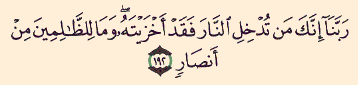 رَبَّنَآ إِنَّكَ مَن تُدْخِلِ ٱلنَّارَ فَقَدْ أَخْزَيْتَهُۥ ۖ وَمَا لِلظَّـٰلِمِينَ مِنْ
أَنصَارٍ ١٩٢